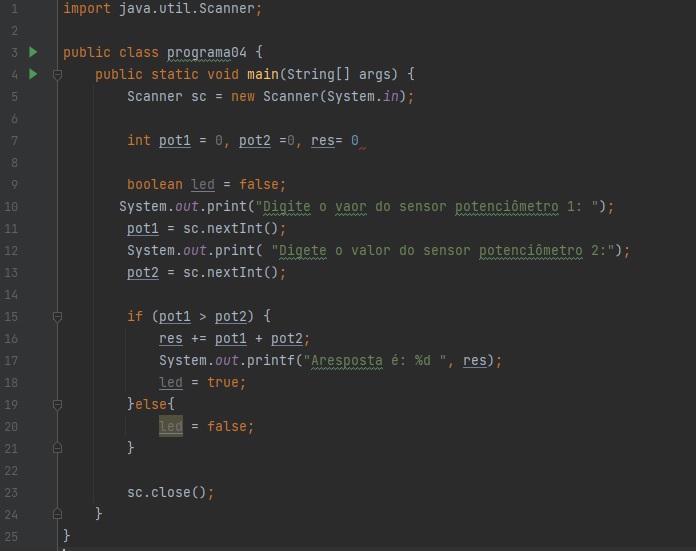 1 import java.util.Scanner;
2
3 public class programa04 {
4 public static void main(String[] args) {
5 Scanner sc = new Scanner(System.in);
6
7 int pot1 = 0, pot2 =0, res= 0
8
9 boolean led = false;
10 System.out.print("Digite o vaor do sensor potenciômetro 1: ");
11 pot1 = sc.nextInt();
12 System.out.print( "Digete o valor do sensor potenciômetro 2:");
13 pot2 = sc.nextInt();
14
15 if (pot1 > pot2) {
16 res += pot1 + pot2;
17 System.out.printf("Aresposta é: %d ", res);
18 led = true;
19 }else{
20 led = false;
21 }
22
23 sc.close();
24 }
25 }